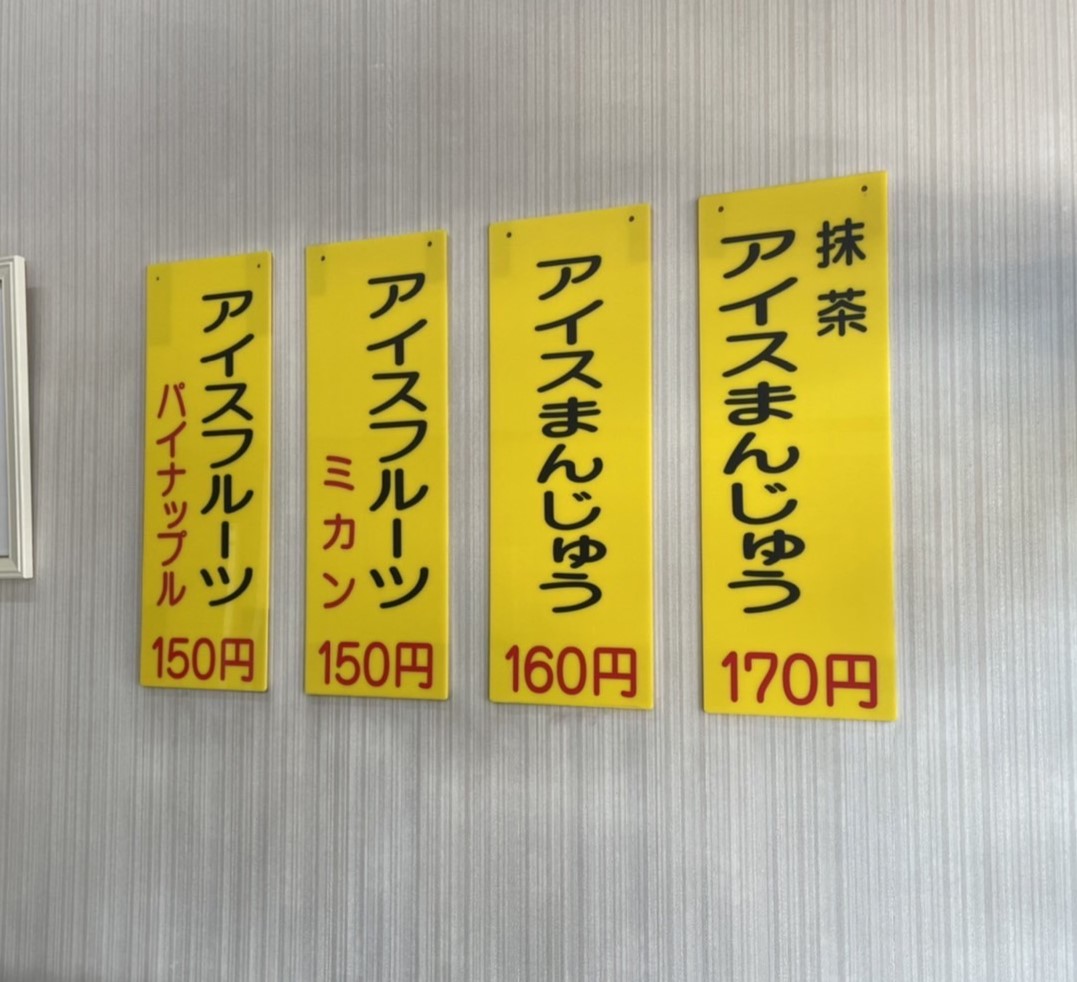 抹茶
アイスまんじゅう
170円
アイスまんじゅう
160円
アイスフルーツ
ミカン
150円
アイスフルーツ
パイナップル
150円